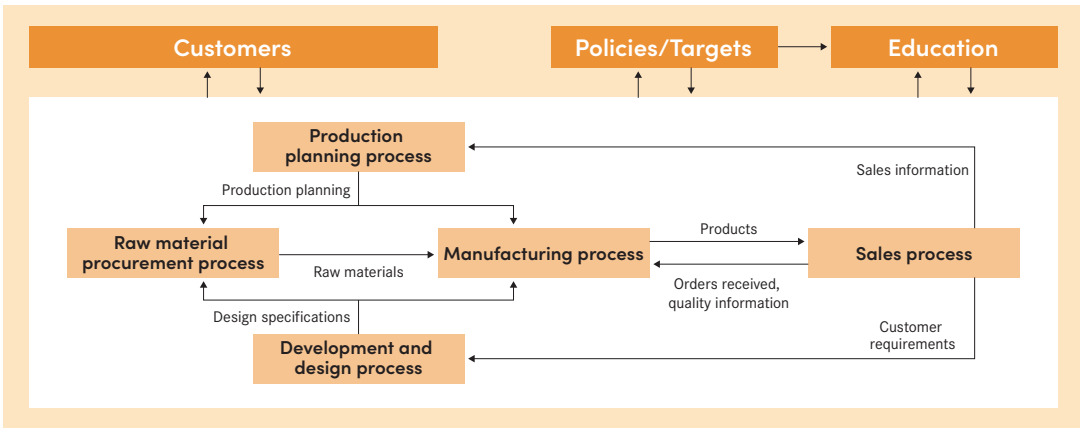 Customers
Policies/Targets
Education
Production
planning process
Sales information
Production planning
Raw material
procurement process
Raw materials
Manufacturing process
Products
Orders received,
quality information
Sales process
Design specifications
Customer
requirements
Development and
design process